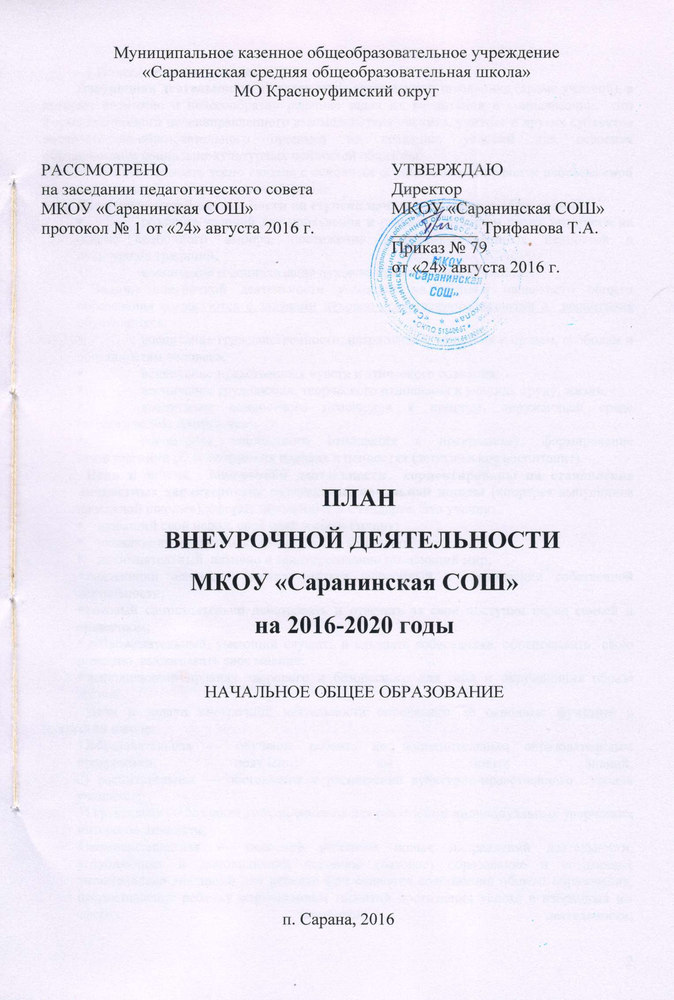 Муниципальное казенное общеобразовательное учреждение
«Саранинская средняя общеобразовательная школа»
МО Красноуфимский округ
РАССМОТРЕНО
на заседании педагогического совета
МКОУ «Саранинская СОШ»
протокол № 1 от «24» августа 2016 г.
УТВЕРЖДАЮ
Директор
МКОУ «Саранинская СОШ»
Трифанова Т.А.
Приказ № 79
от «24» августа 2016 г.
МКОУ
«Саранинская
СОШ»
ПЛАН
ВНЕУРОЧНОЙ ДЕЯТЕЛЬНОСТИ
МКОУ «Саранинская СОШ»
на 2016-2020 годы
НАЧАЛЬНОЕ ОБЩЕЕ ОБРАЗОВАНИЕ
п. Сарана, 2016